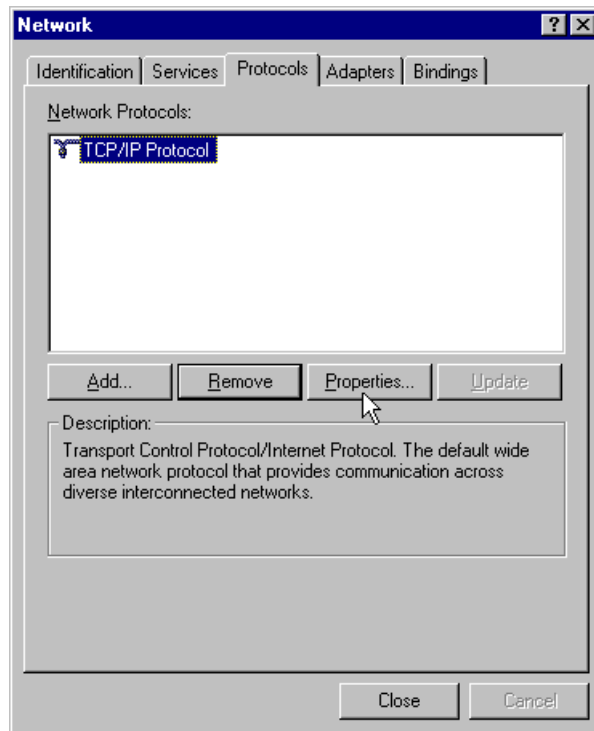 Network
Identification Services Protocols Adapters Bindings
Network Protocols:
TCP/IP Protocol
Add... Remove Properties... Update
Description:
Transport Control Protocol/Internet Protocol. The default wide
area network protocol that provides communication across
diverse interconnected networks.
Close Cancel